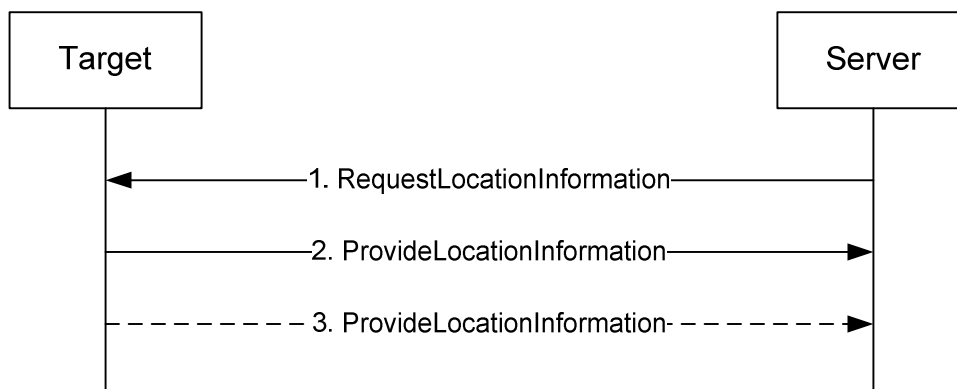 Target
Server
1. RequestLocationInformation
2. ProvideLocationInformation
3. ProvideLocationInformation